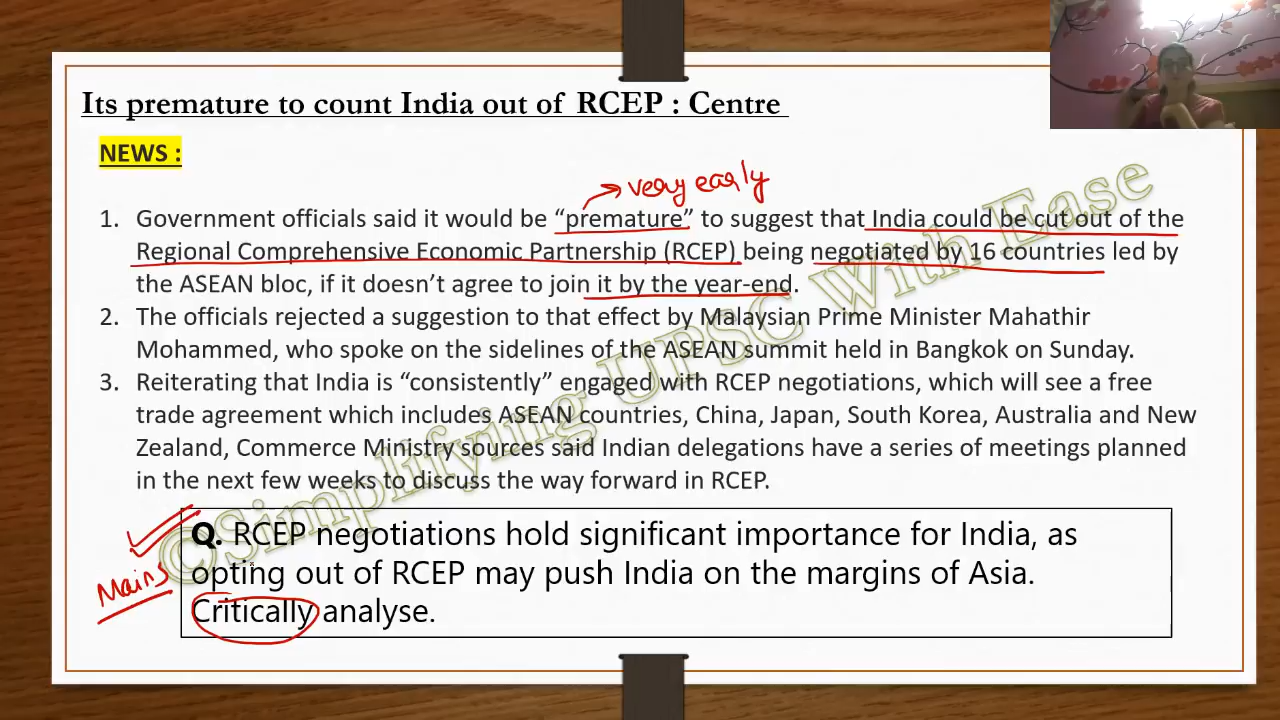 Its premature to count India out of RCEP : Centre
NEWS :
very early
1. Government officials said it would be “premature” to suggest that India could be cut out of the
Regional Comprehensive Economic Partnership (RCEP) being negotiated by 16 countries led by
the ASEAN bloc, if it doesn’t agree to join it by the year-end.
2. The officials rejected a suggestion to that effect by Malaysian Prime Minister Mahathir
Mohammed, who spoke on the sidelines of the ASEAN summit held in Bangkok on Sunday.
3. Reiterating that India is “consistently” engaged with RCEP negotiations, which will see a free
trade agreement which includes ASEAN countries, China, Japan, South Korea, Australia and New
Zealand, Commerce Ministry sources said Indian delegations have a series of meetings planned
in the next few weeks to discuss the way forward in RCEP.
Q. RCEP negotiations hold significant importance for India, as
opting out of RCEP may push India on the margins of Asia.
Critically analyse.
Mains
©Simplifying UPSC With Ease